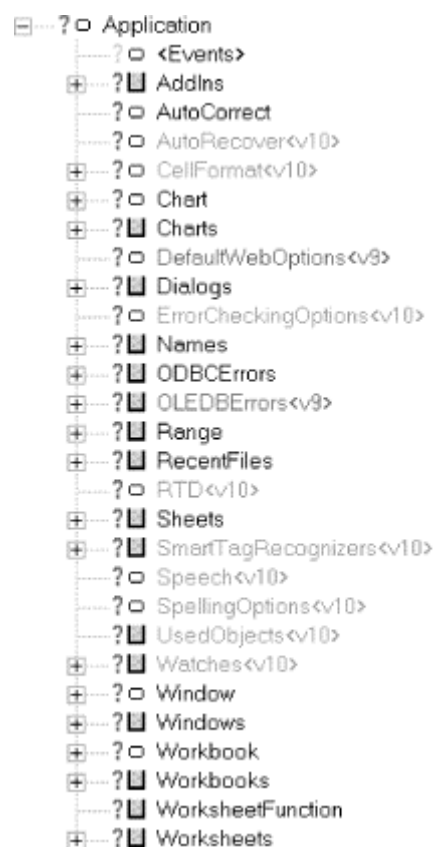 ? Application
? <Events>
? AddIns
? AutoCorrect
? AutoRecover<v10>
? CellFormat<v10>
? Chart
? Charts
? DefaultWebOptions<v9>
? Dialogs
? ErrorCheckingOptions<v10>
? Names
? ODBCErrors
? OLEDBErrors<v9>
? Range
? RecentFiles
? RTD<v10>
? Sheets
? SmartTagRecognizers<v10>
? Speech<v10>
? SpellingOptions<v10>
? UsedObjects<v10>
? Watches<v10>
? Window
? Windows
? Workbook
? Workbooks
? WorksheetFunction
? Worksheets